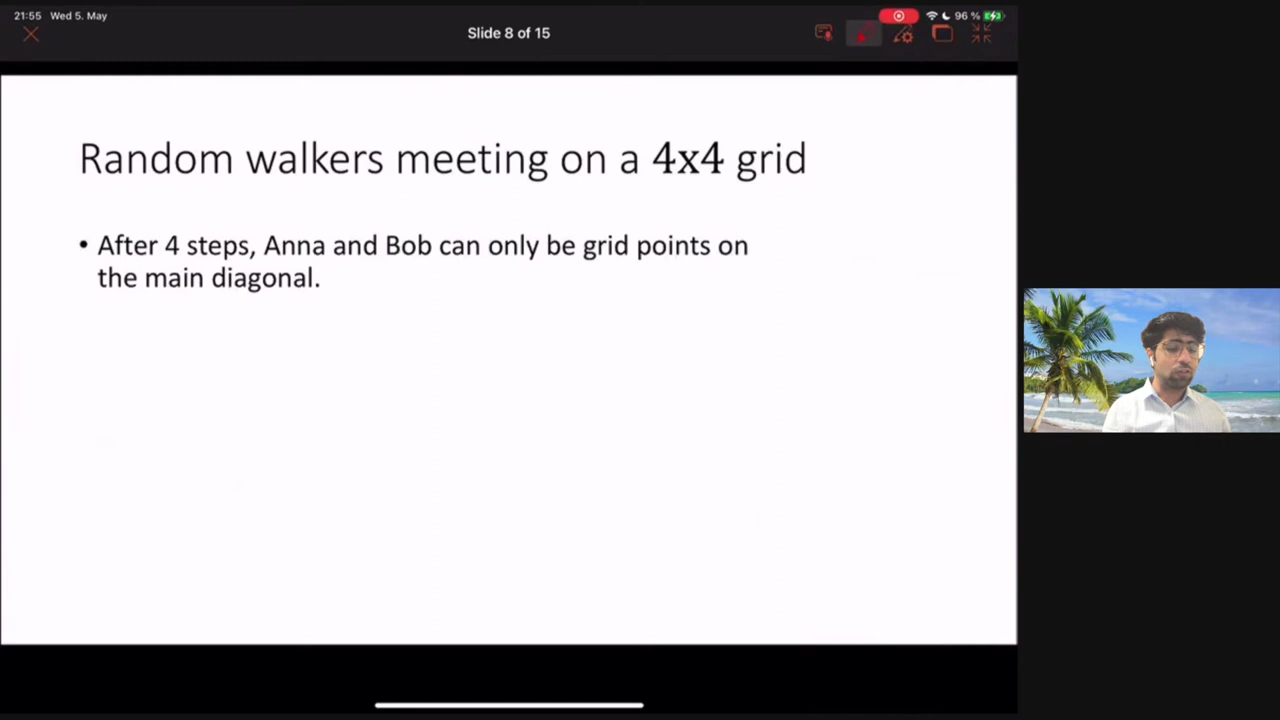 21:55 Wed 5. May
96 %
Slide 8 of 15
Random walkers meeting on a 4x4 grid
• After 4 steps, Anna and Bob can only be grid points on
the main diagonal.